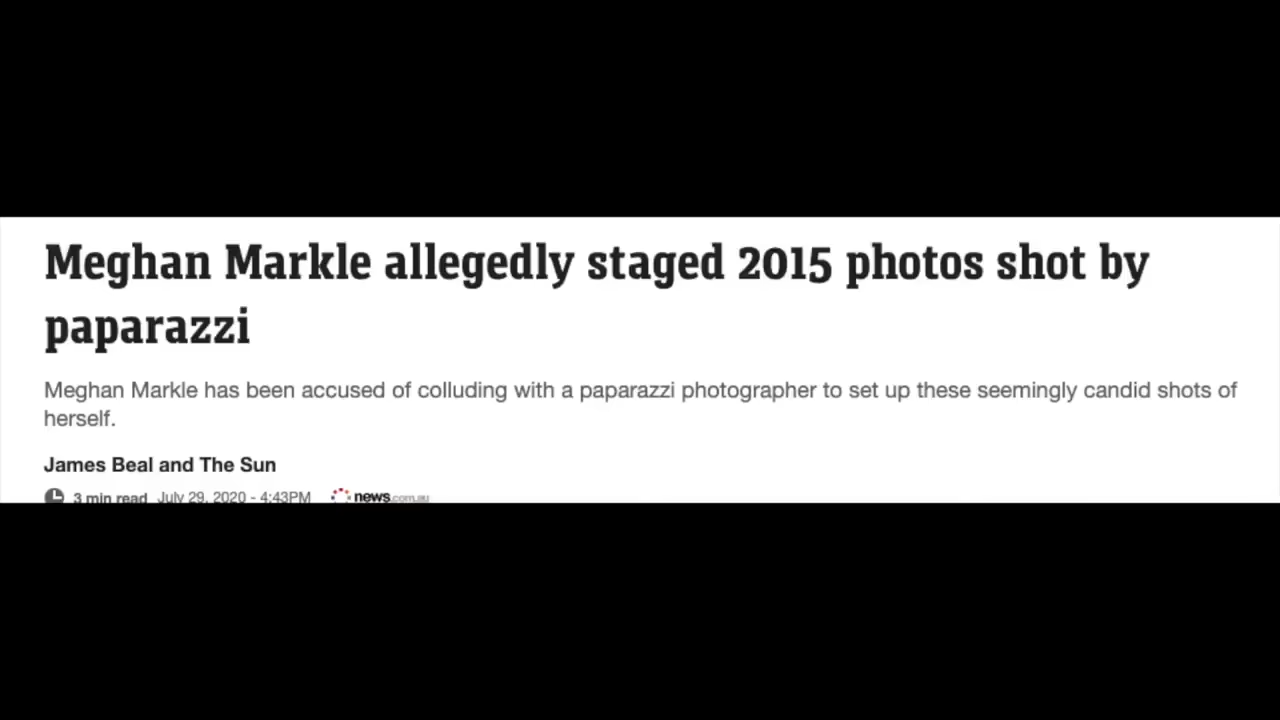 Meghan Markle allegedly staged 2015 photos shot by
paparazzi
Meghan Markle has been accused of colluding with a paparazzi photographer to set up these seemingly candid shots of
herself.
James Beal and The Sun
3 min read July 29, 2020 - 4:43PM news.com.au